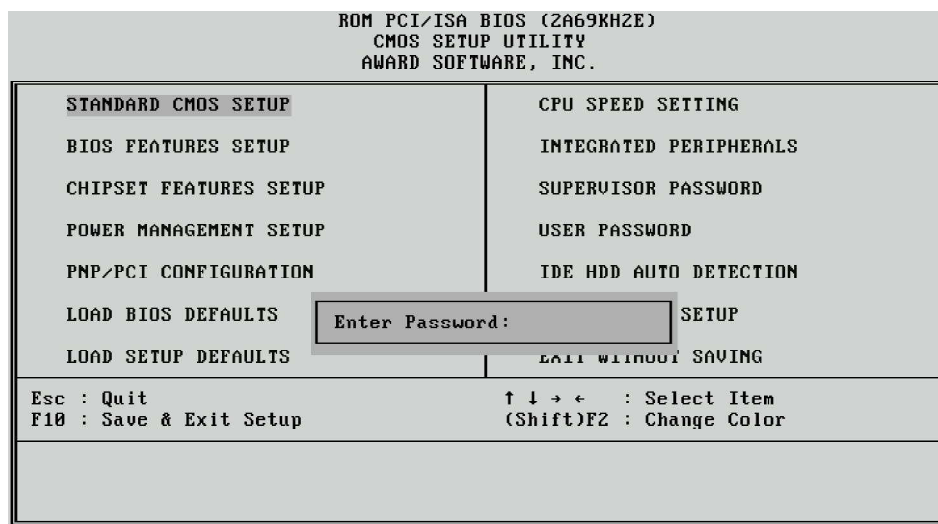 ROM PCI/ISA BIOS (2A69KH2E)
CMOS SETUP UTILITY
AWARD SOFTWARE, INC.
STANDARD CMOS SETUP
BIOS FEATURES SETUP
CHIPSET FEATURES SETUP
POWER MANAGEMENT SETUP
PNP/PCI CONFIGURATION
LOAD BIOS DEFAULTS
LOAD SETUP DEFAULTS
CPU SPEED SETTING
INTEGRATED PERIPHERALS
SUPERVISOR PASSWORD
USER PASSWORD
IDE HDD AUTO DETECTION
SETUP
EXIT WITHOUT SAVING
Enter Password:
Esc : Quit
F10 : Save & Exit Setup
↑ ↓ → ← : Select Item
(Shift)F2 : Change Color